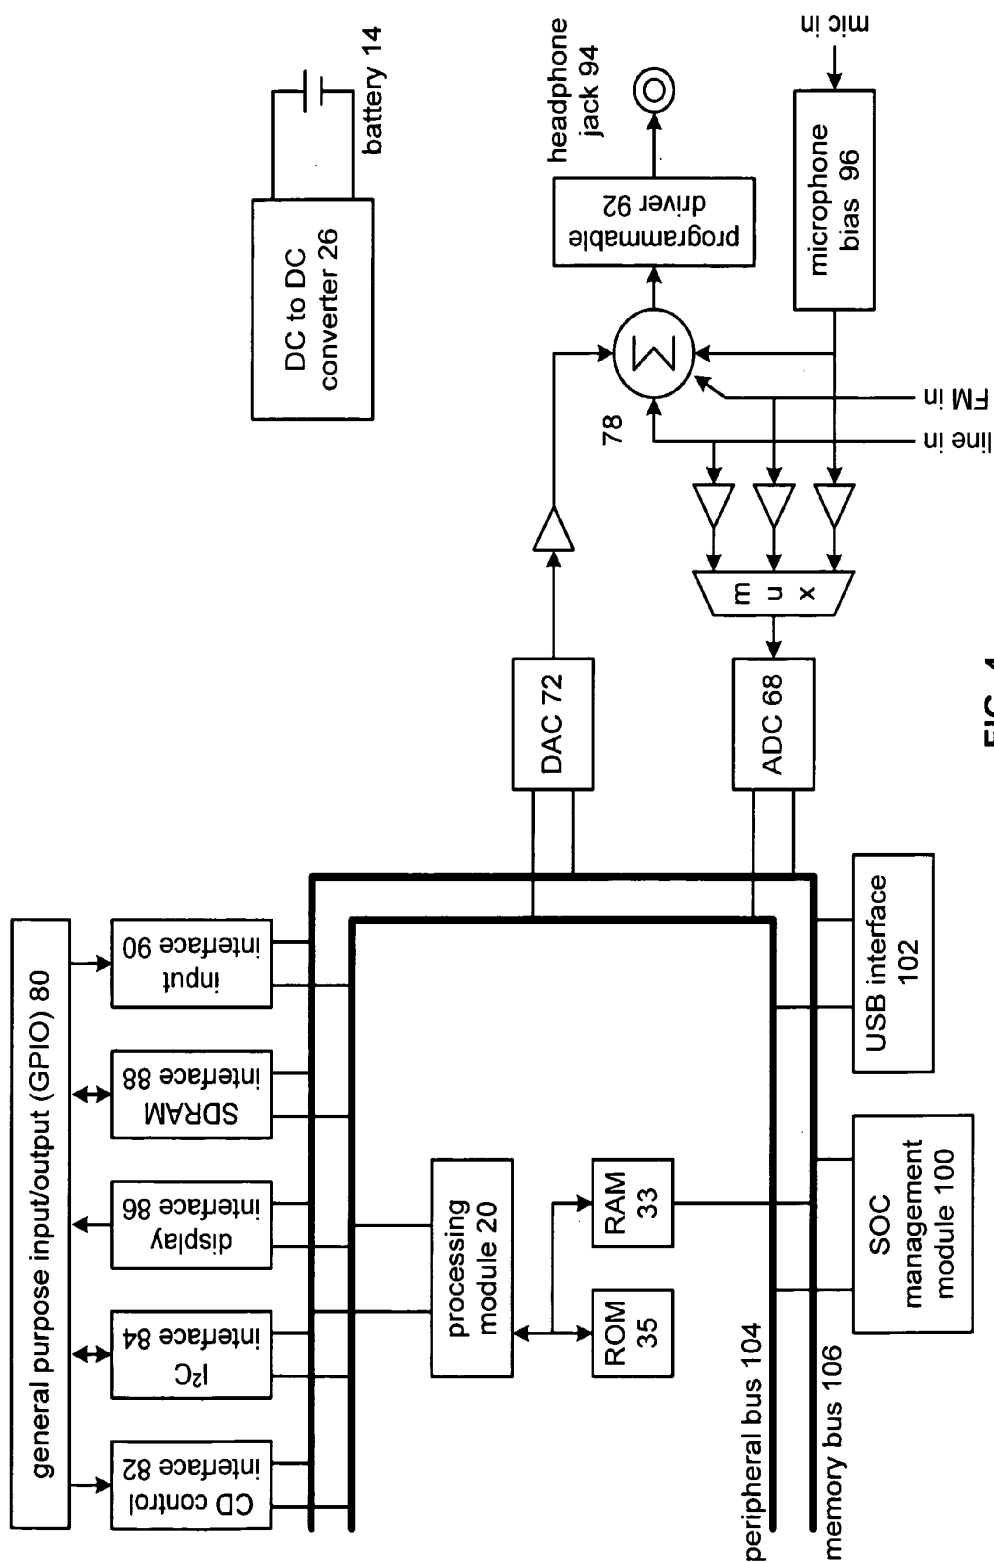 general purpose input/output (GPIO) 80
CD control
interface 82
I²C
interface 84
display
interface 86
SDRAM
interface 88
input
interface 90
DC to DC
converter 26
battery 14
processing
module 20
ROM
35
RAM
33
peripheral bus 104
memory bus 106
SOC
management
module 100
USB interface
102
DAC 72
ADC 68
m
u
x
78
Σ
programmable
driver 92
headphone
jack 94
microphone
bias 96
mic in
FM in
line in